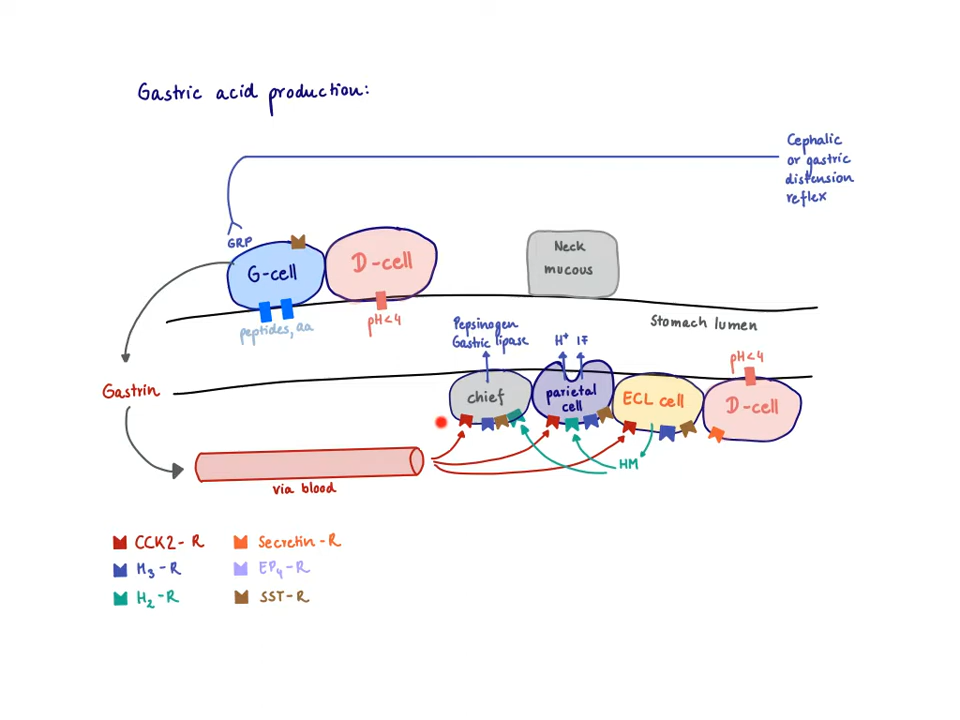 Gastric acid production:
Cephalic
or gastric
distension
reflex
GRP
G-cell
D-cell
Neck
mucous
peptides, aa
pH<4
Pepsinogen
Gastric lipase
H+ IF
Stomach lumen
pH<4
Gastrin
chief
parietal
cell
ECL cell
D-cell
HM
via blood
CCK2-R
M3-R
H2-R
Secretin-R
EP4-R
SST-R